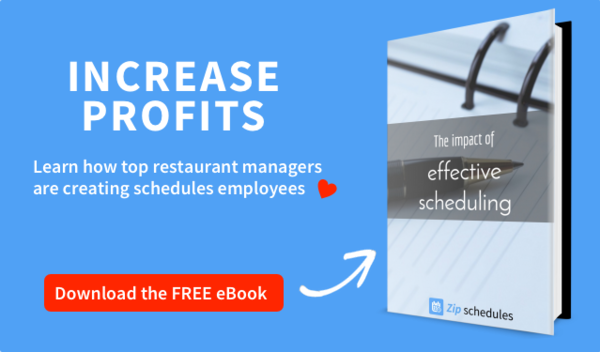 INCREASE
PROFITS
Learn how top restaurant managers
are creating schedules employees
Download the FREE eBook
The impact of
effective
scheduling
Zip schedules